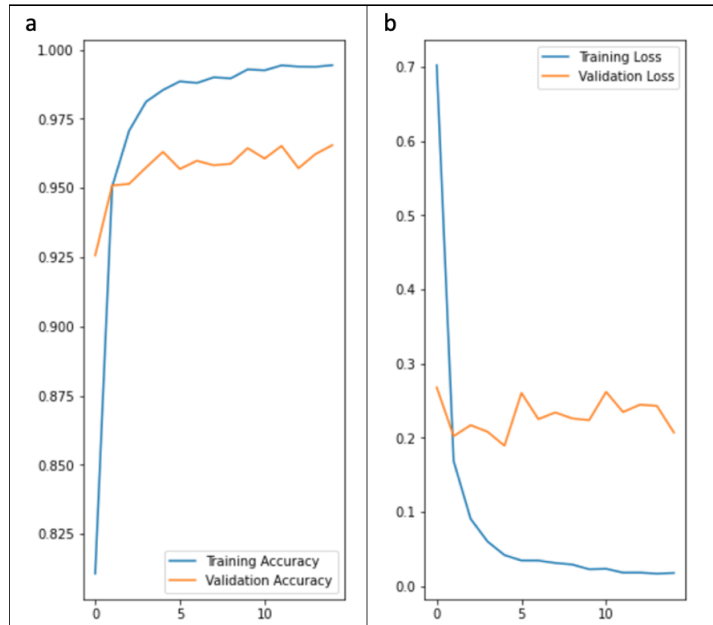 a
1.000
0.975
0.950
0.925
0.900
0.875
0.850
0.825
0 5 10
Training Accuracy
Validation Accuracy
b
0.7
0.6
0.5
0.4
0.3
0.2
0.1
0.0
0 5 10
Training Loss
Validation Loss